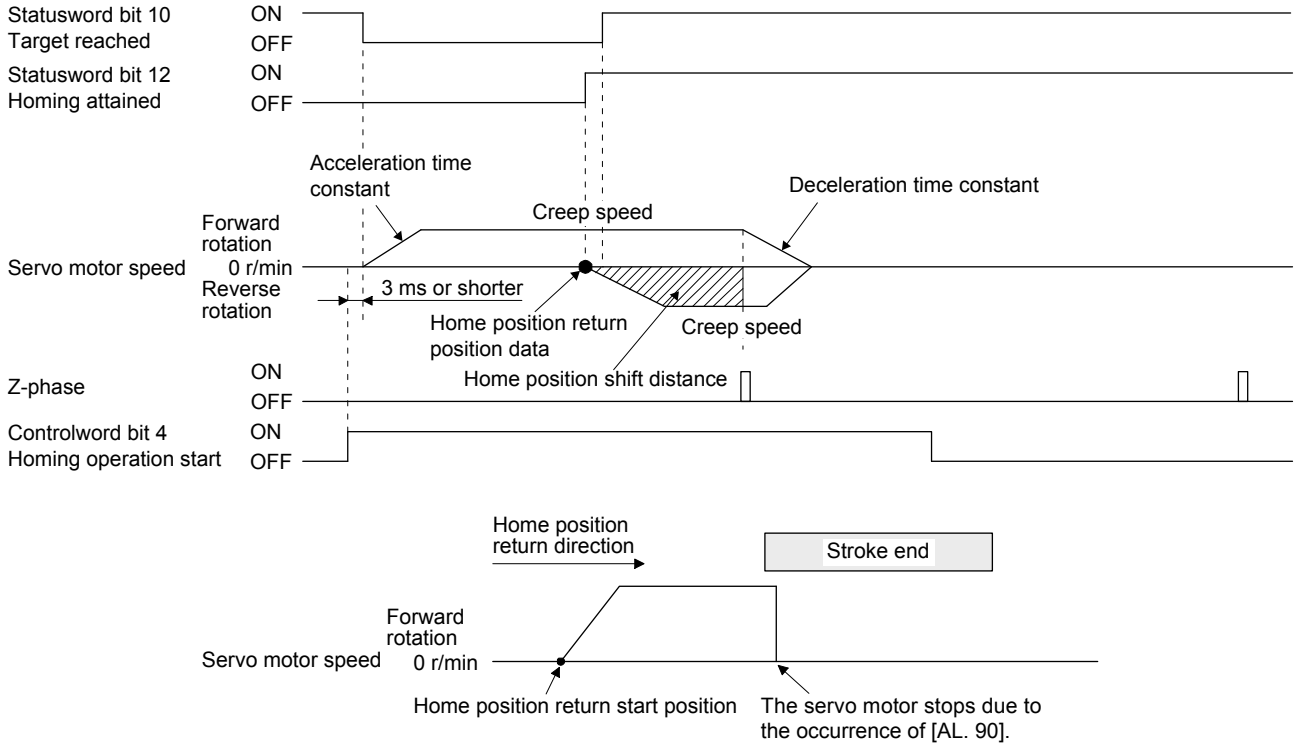 Statusword bit 10
Target reached
ON
OFF
Statusword bit 12
Homing attained
ON
OFF
Acceleration time
constant
Deceleration time constant
Creep speed
Forward
rotation
Servo motor speed
0 r/min
Reverse
rotation
3 ms or shorter
Home position return
position data
Creep speed
Home position shift distance
Z-phase
ON
OFF
Controlword bit 4
Homing operation start
ON
OFF
Home position
return direction
Stroke end
Forward
rotation
Servo motor speed
0 r/min
Home position return start position
The servo motor stops due to
the occurrence of [AL. 90].